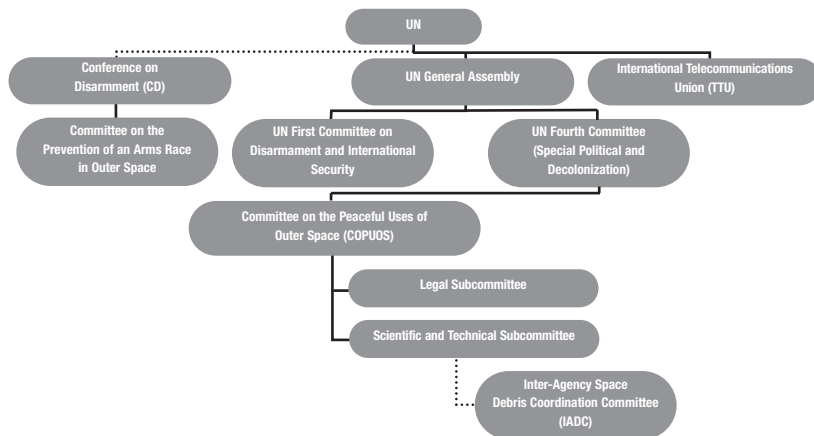 UN
Conference on
Disarmment (CD)
UN General Assembly
International Telecommunications
Union (TTU)
Committee on the
Prevention of an Arms Race
in Outer Space
UN First Committee on
Disarmament and International
Security
UN Fourth Committee
(Special Political and
Decolonization)
Committee on the Peaceful Uses of
Outer Space (COPUOS)
Legal Subcommittee
Scientific and Technical Subcommittee
Inter-Agency Space
Debris Coordination Committee
(IADC)